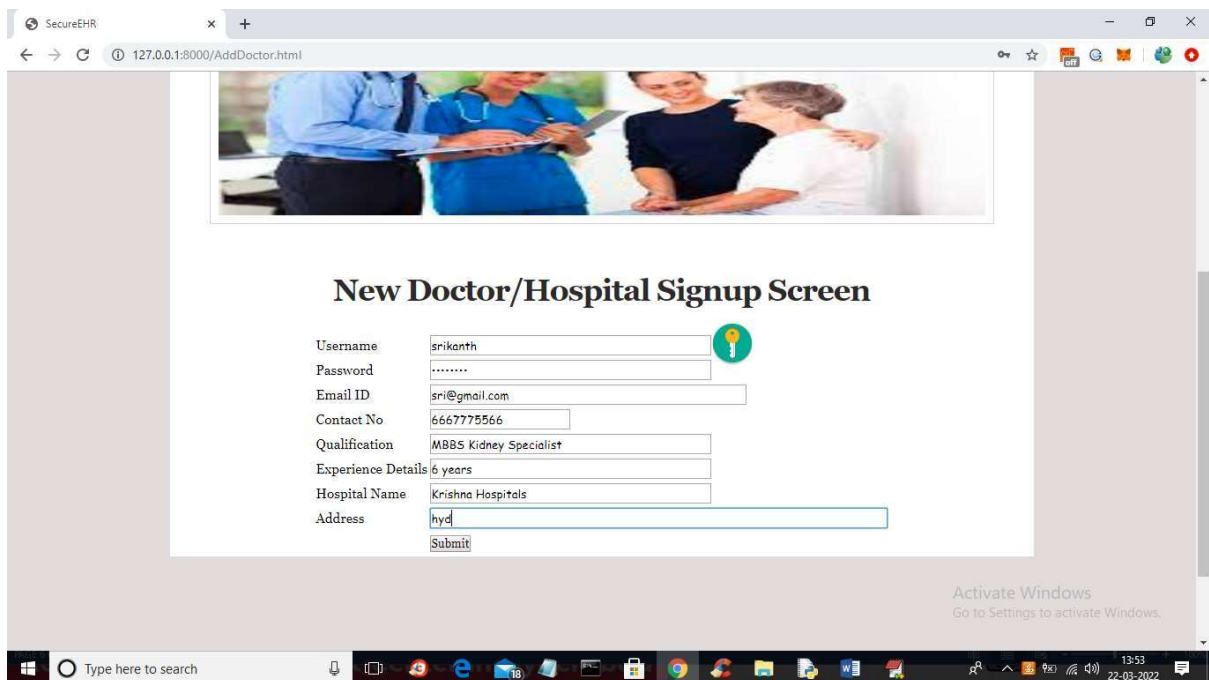 SecureEHR
127.0.0.1:8000/AddDoctor.html
off
New Doctor/Hospital Signup Screen
Username srikanth
Password ········
Email ID sri@gmail.com
Contact No 6667775566
Qualification MBBS Kidney Specialist
Experience Details 6 years
Hospital Name Krishna Hospitals
Address hyd
Submit
Activate Windows
Go to Settings to activate Windows.
Type here to search
18
13:53
22-03-2022